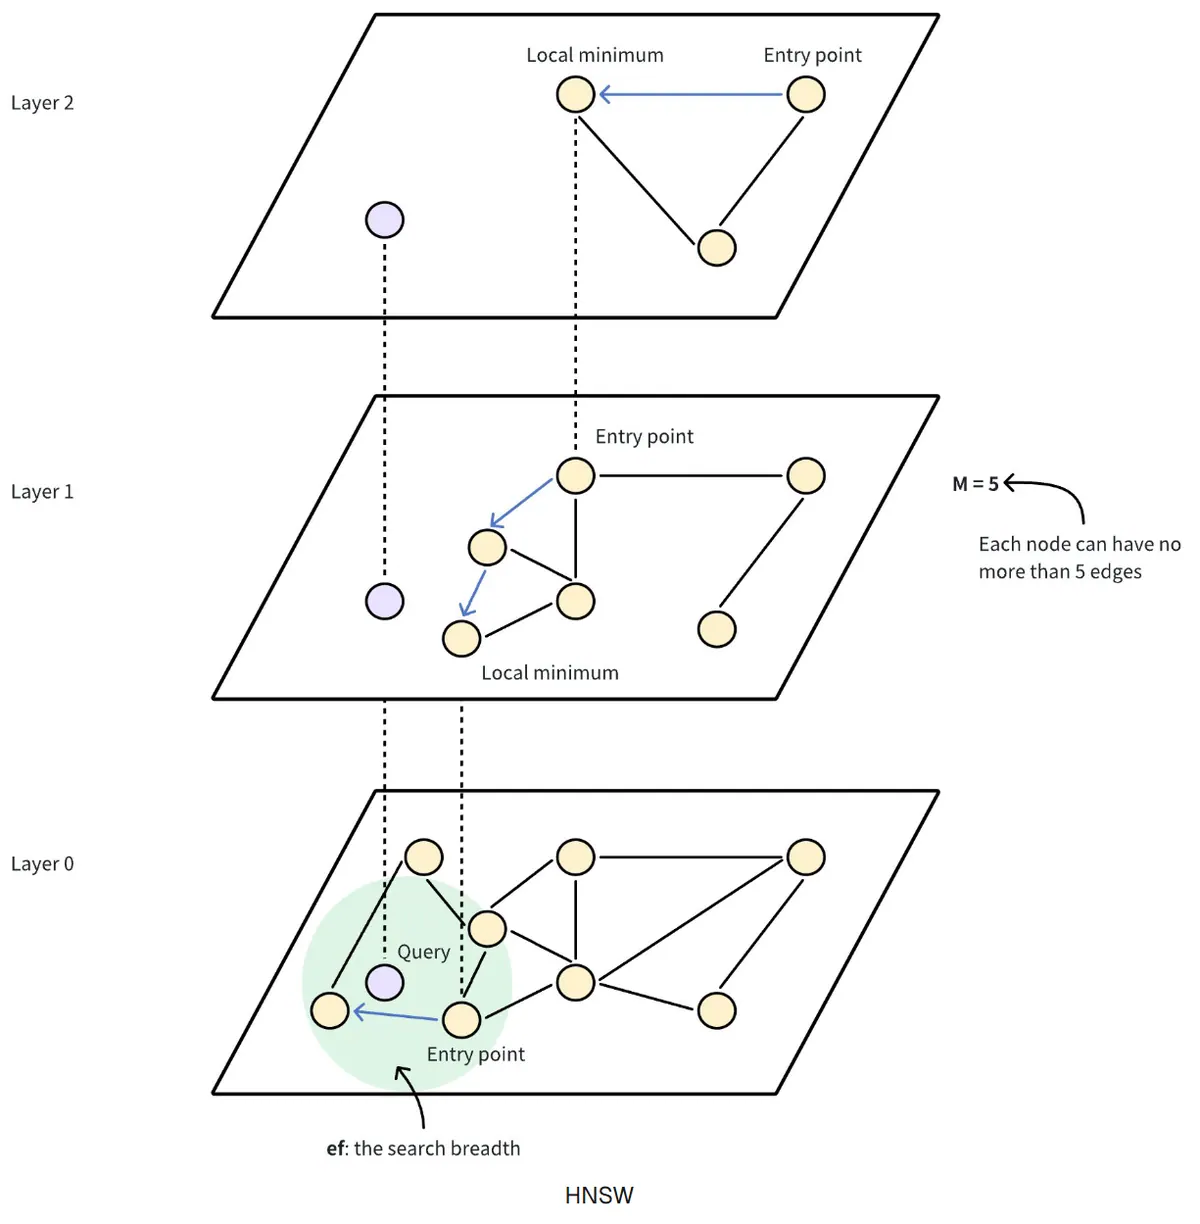 Local minimum
Entry point
Layer 2
Entry point
Layer 1
M = 5
Each node can have no
more than 5 edges
Local minimum
Layer 0
Query
Entry point
ef: the search breadth
HNSW